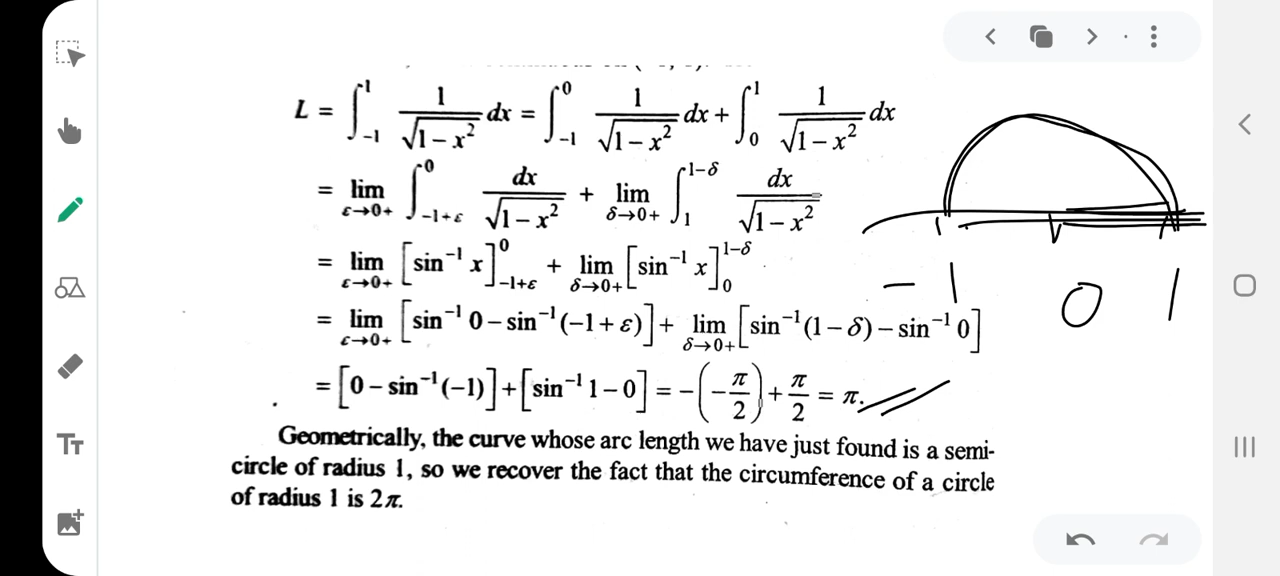 L = ∫_{-1}^{1} 1/√(1−x²) dx = ∫_{-1}^{0} 1/√(1−x²) dx + ∫_{0}^{1} 1/√(1−x²) dx
= lim_{ε→0+} ∫_{-1+ε}^{0} dx/√(1−x²) + lim_{δ→0+} ∫_{1}^{1−δ} dx/√(1−x²)
= lim_{ε→0+} [sin⁻¹ x]_{-1+ε}^{0} + lim_{δ→0+} [sin⁻¹ x]_{0}^{1−δ}
= lim_{ε→0+} [sin⁻¹ 0 − sin⁻¹(−1+ε)] + lim_{δ→0+} [sin⁻¹(1−δ) − sin⁻¹ 0]
= [0 − sin⁻¹(−1)] + [sin⁻¹ 1 − 0] = −(−π/2) + π/2 = π.
Geometrically, the curve whose arc length we have just found is a semi-
circle of radius 1, so we recover the fact that the circumference of a circle
of radius 1 is 2π.
−1 0 1
TT